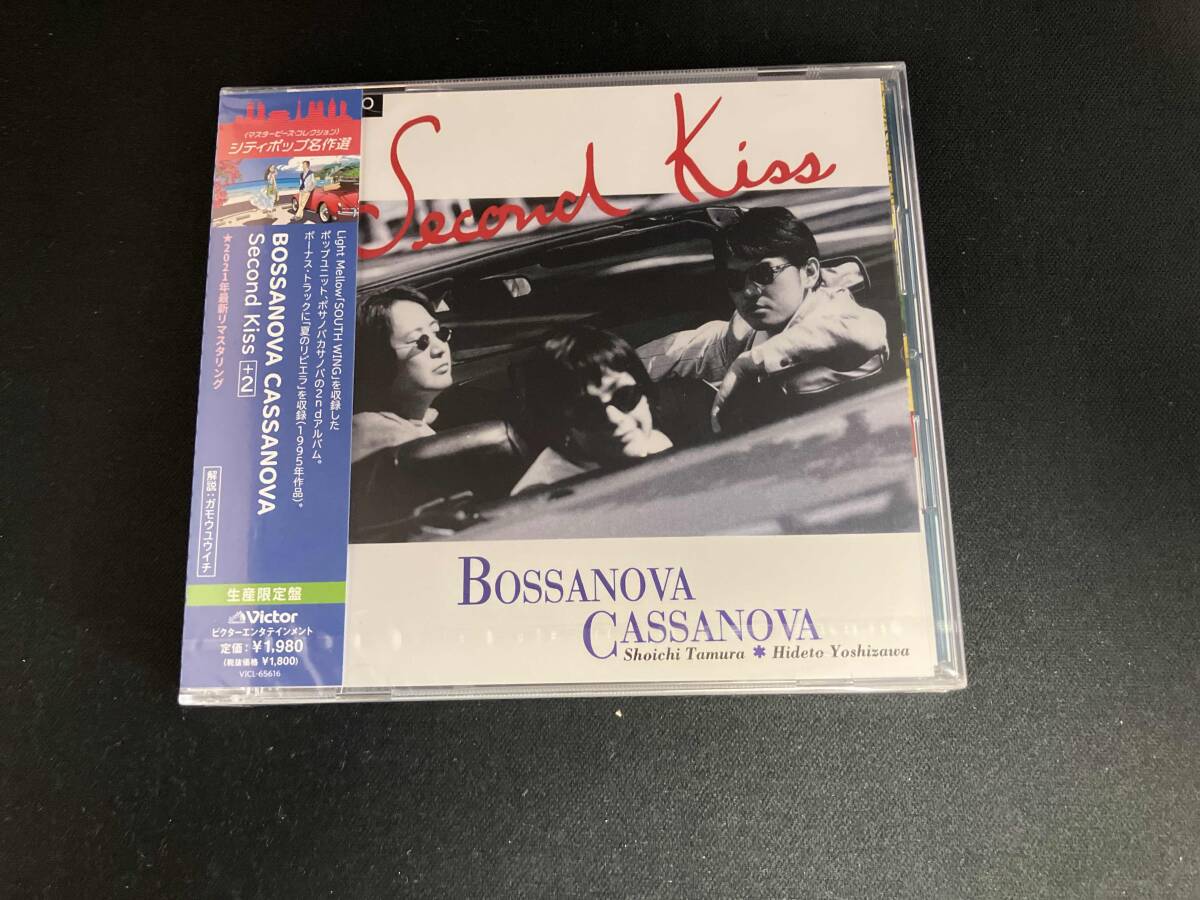 〈マスターピース・コレクション〉
シティポップ名作選
Light Mellow「SOUTH WING」を収録した
ポップユニット、ボサノバカサノバの2ndアルバム。
ボーナス・トラックに「夏のリビエラ」を収録(1995年作品)。
BOSSANOVA CASSANOVA
Second Kiss +2
★2021年最新リマスタリング
解説:ガモウユウイチ
生産限定盤
Victor
ビクターエンタテインメント
定価:¥1,980
(税抜価格 ¥1,800)
VICL-65616
Second Kiss
BOSSANOVA
CASSANOVA
Shoichi Tamura * Hideto Yoshizawa